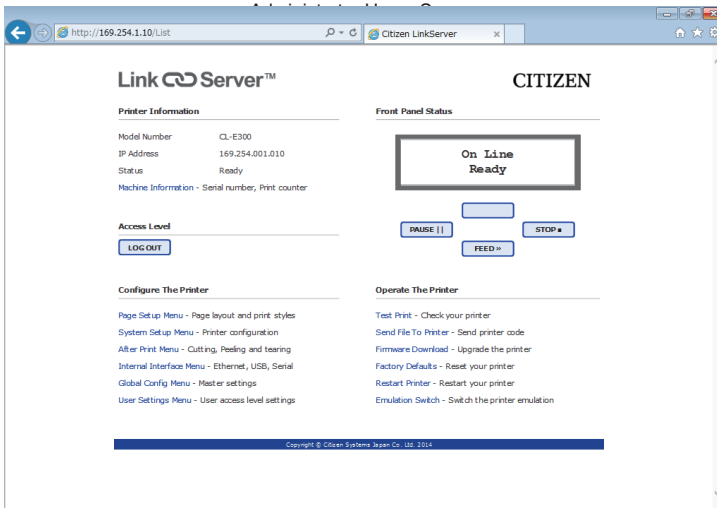 http://169.254.1.10/List
Citizen LinkServer
Link Server™
CITIZEN
Printer Information
Model Number CL-E300
IP Address 169.254.001.010
Status Ready
Machine Information - Serial number, Print counter
Front Panel Status
On Line
Ready
PAUSE ||
STOP ■
FEED »
Access Level
LOG OUT
Configure The Printer
Page Setup Menu - Page layout and print styles
System Setup Menu - Printer configuration
After Print Menu - Cutting, Peeling and tearing
Internal Interface Menu - Ethernet, USB, Serial
Global Config Menu - Master settings
User Settings Menu - User access level settings
Operate The Printer
Test Print - Check your printer
Send File To Printer - Send printer code
Firmware Download - Upgrade the printer
Factory Defaults - Reset your printer
Restart Printer - Restart your printer
Emulation Switch - Switch the printer emulation
Copyright © Citizen Systems Japan Co. Ltd, 2014